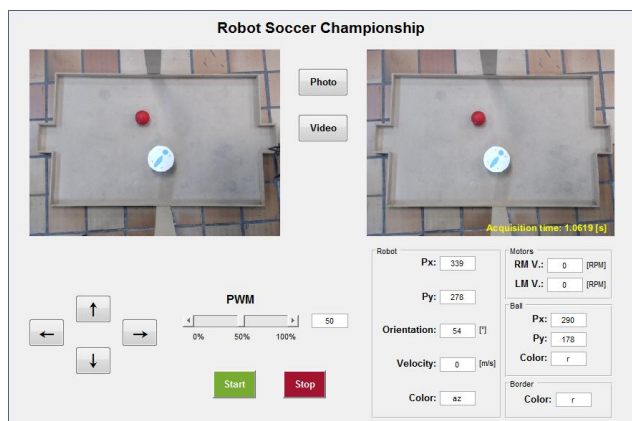 Robot Soccer Championship
Photo
Video
Acquisition time: 1.0619 [s]
↑
←
→
↓
PWM
50
0% 50% 100%
Start
Stop
Robot
Px: 339
Py: 278
Orientation: 54 [°]
Velocity: 0 [m/s]
Color: az
Motors
RM V.: 0 [RPM]
LM V.: 0 [RPM]
Ball
Px: 290
Py: 178
Color: r
Border
Color: r